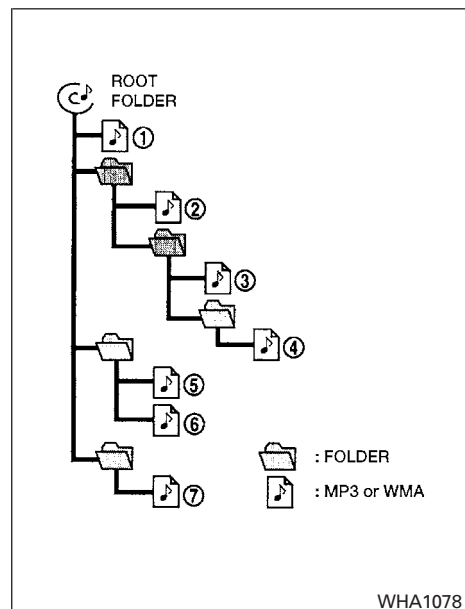 ROOT
FOLDER
①
②
③
④
⑤
⑥
: FOLDER
⑦
: MP3 or WMA
WHA1078